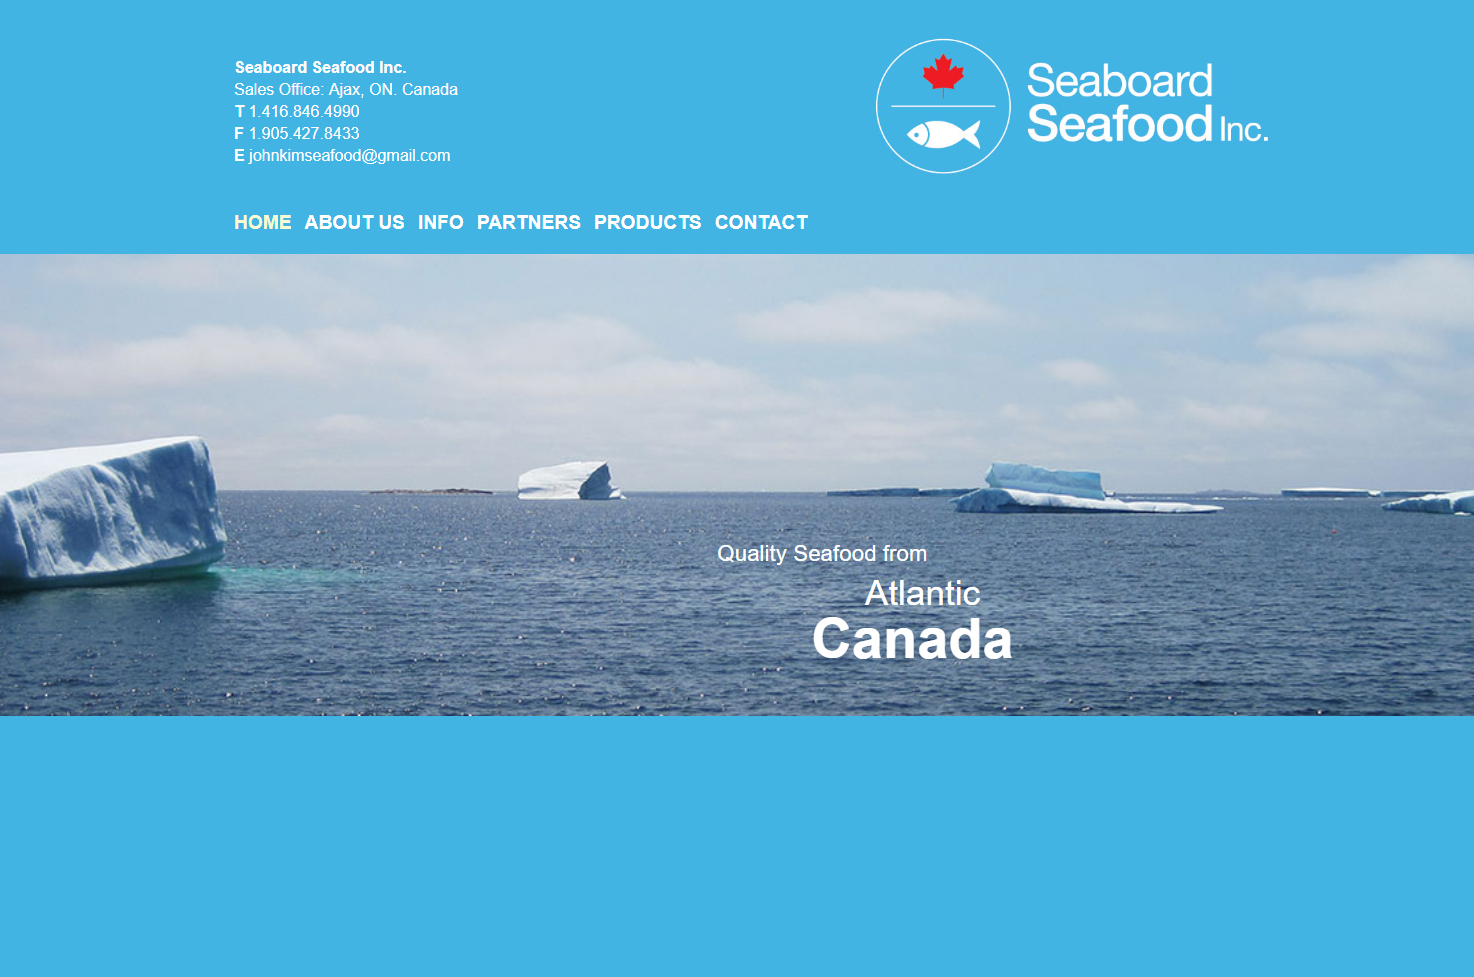 Seaboard Seafood Inc.
Sales Office: Ajax, ON. Canada
T 1.416.846.4990
F 1.905.427.8433
E johnkimseafood@gmail.com
Seaboard
Seafood Inc.
HOME ABOUT US INFO PARTNERS PRODUCTS CONTACT
Quality Seafood from
Atlantic
Canada